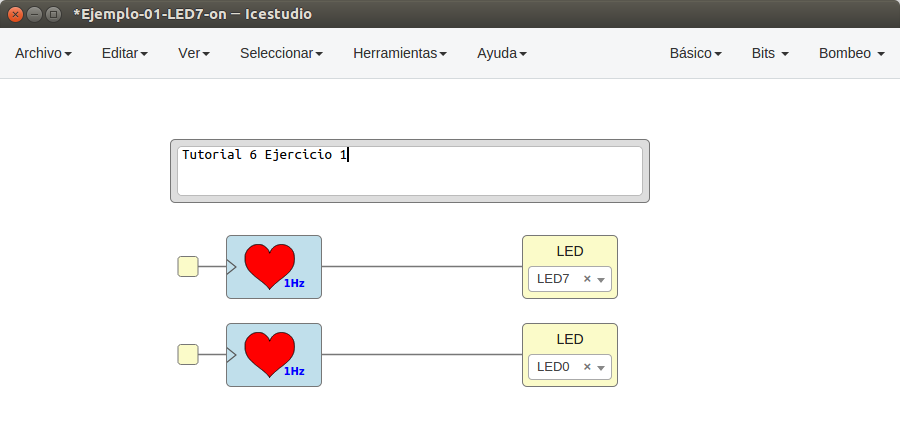 *Ejemplo-01-LED7-on – Icestudio
Archivo Editar Ver Seleccionar Herramientas Ayuda Básico Bits Bombeo
Tutorial 6 Ejercicio 1
LED
LED7 ×
1Hz
LED
LED0 ×
1Hz